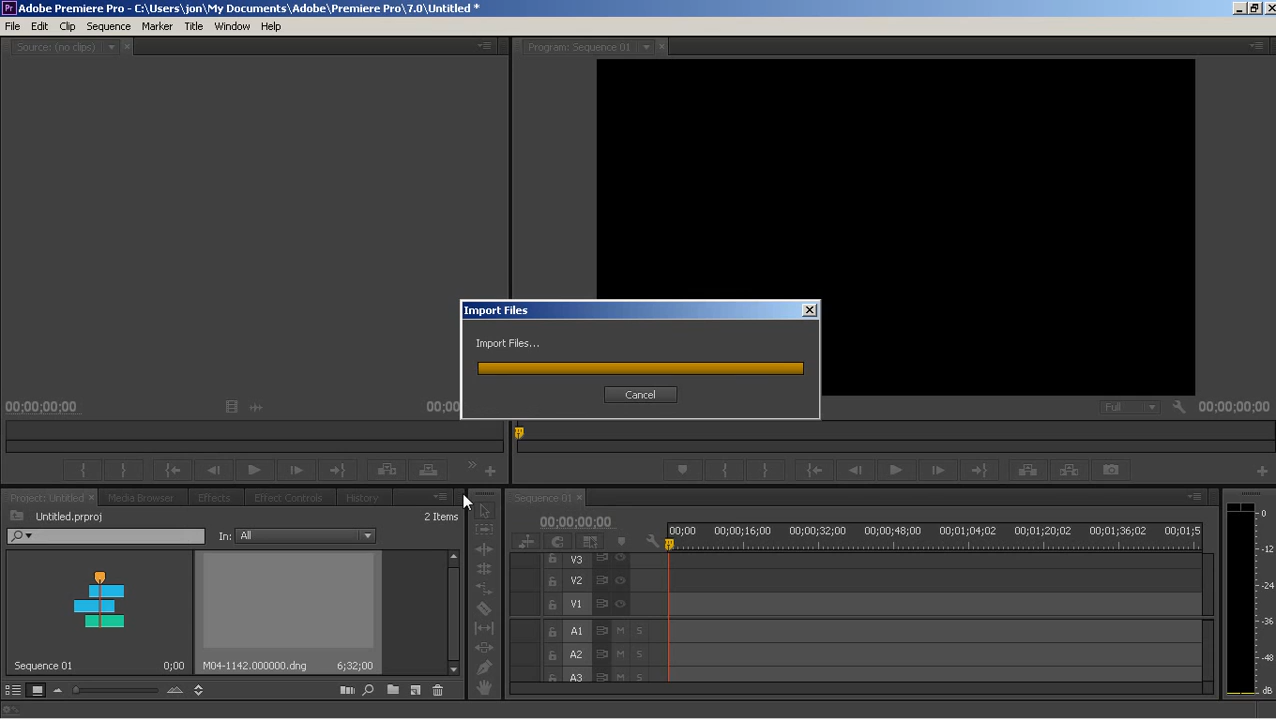 Adobe Premiere Pro - C:\Users\jon\My Documents\Adobe\Premiere Pro\7.0\Untitled *
File Edit Clip Sequence Marker Title Window Help
Source: (no clips)
Program: Sequence 01
Import Files
Import Files...
Cancel
00;00;00;00
00;00;
Full
00;00;00;00
Project: Untitled
Media Browser
Effects
Effect Controls
History
Untitled.prproj
2 Items
In: All
Sequence 01
0;00
M04-1142.000000.dng
6;32;00
Sequence 01
00;00;00;00
00;00
00;00;16;00
00;00;32;00
00;00;48;00
00;01;04;02
00;01;20;02
00;01;36;02
00;01;5
V3
V2
V1
A1 M S
A2 M S
A3 M S
0
-12
-24
-36
-48
dB